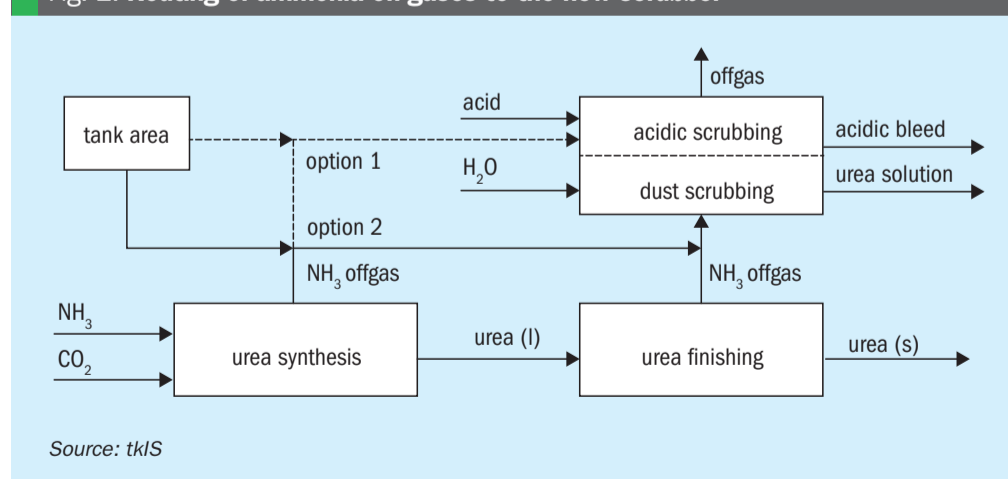 offgas
acid
tank area
acidic scrubbing
acidic bleed
option 1
H₂O
urea solution
dust scrubbing
option 2
NH₃ offgas
NH₃ offgas
NH₃
urea (l)
urea (s)
CO₂
urea synthesis
urea finishing
Source: tkIS